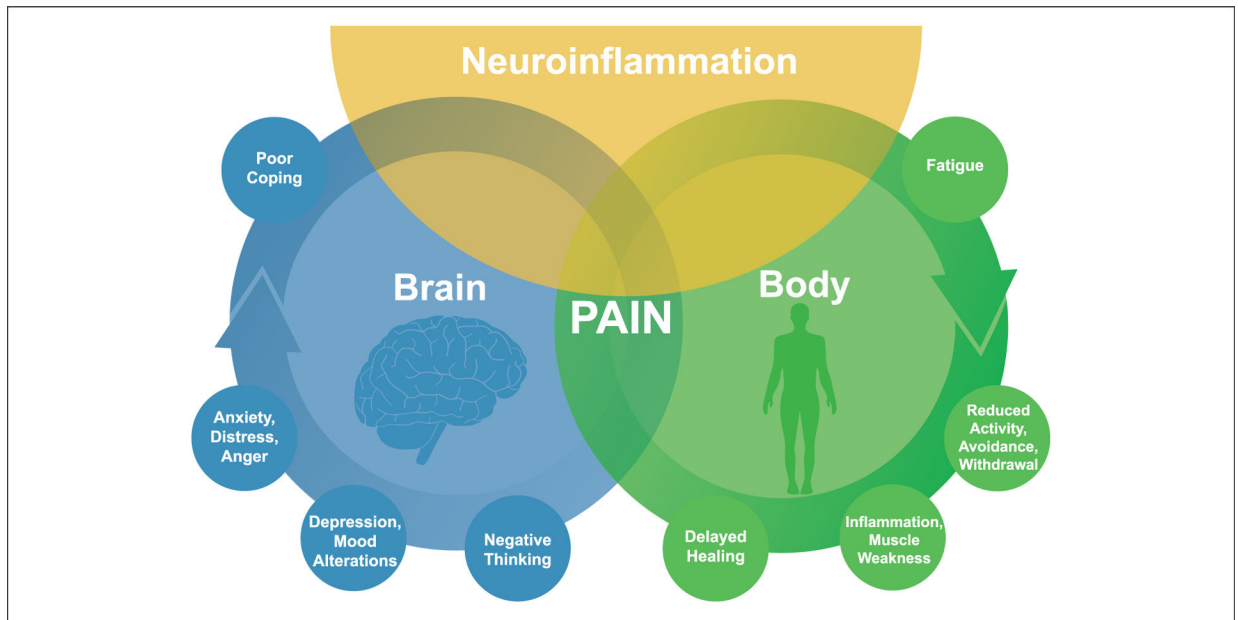 Neuroinflammation
Poor
Coping
Fatigue
Brain
PAIN
Body
Anxiety,
Distress,
Anger
Reduced
Activity,
Avoidance,
Withdrawal
Depression,
Mood
Alterations
Negative
Thinking
Delayed
Healing
Inflammation,
Muscle
Weakness